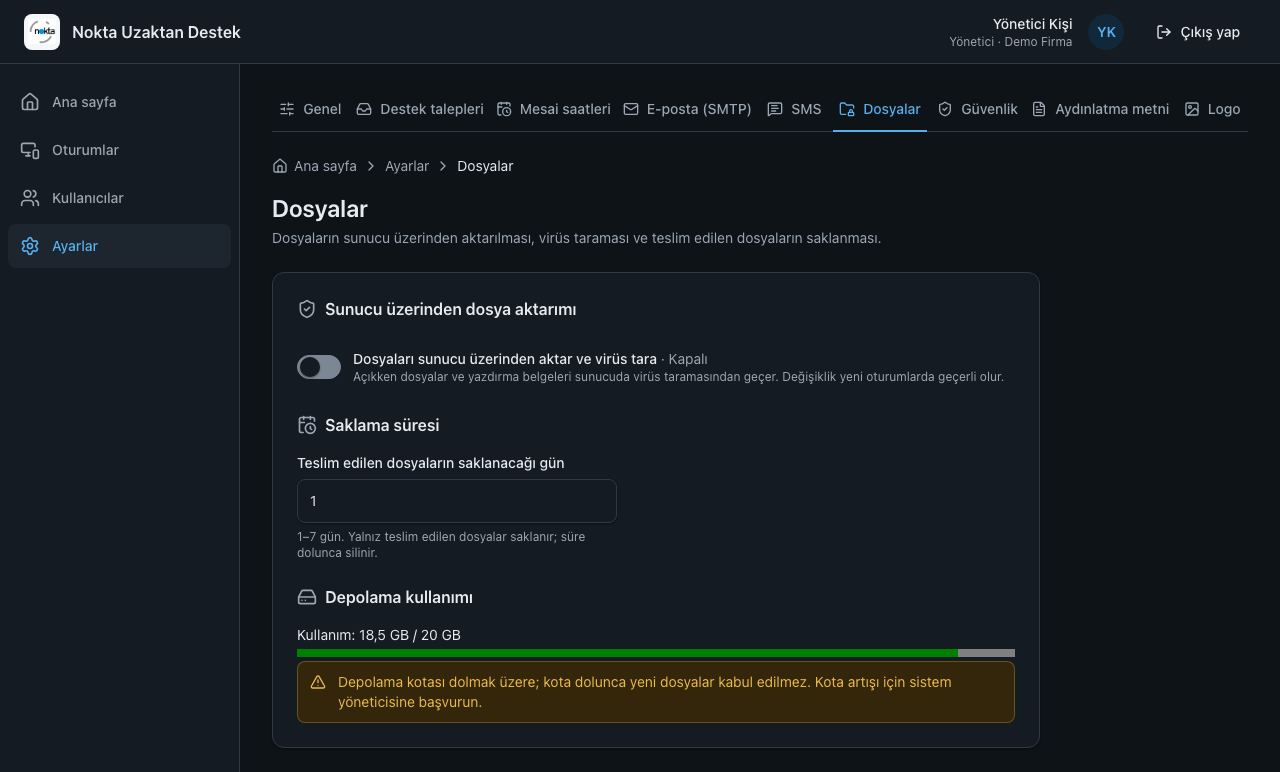 nokta
Nokta Uzaktan Destek
Yönetici Kişi
Yönetici · Demo Firma
YK
Çıkış yap
Ana sayfa
Oturumlar
Kullanıcılar
Ayarlar
Genel
Destek talepleri
Mesai saatleri
E-posta (SMTP)
SMS
Dosyalar
Güvenlik
Aydınlatma metni
Logo
Ana sayfa > Ayarlar > Dosyalar
Dosyalar
Dosyaların sunucu üzerinden aktarılması, virüs taraması ve teslim edilen dosyaların saklanması.
Sunucu üzerinden dosya aktarımı
Dosyaları sunucu üzerinden aktar ve virüs tara · Kapalı
Açıkken dosyalar ve yazdırma belgeleri sunucuda virüs taramasından geçer. Değişiklik yeni oturumlarda geçerli olur.
Saklama süresi
Teslim edilen dosyaların saklanacağı gün
1
1–7 gün. Yalnız teslim edilen dosyalar saklanır; süre
dolunca silinir.
Depolama kullanımı
Kullanım: 18,5 GB / 20 GB
Depolama kotası dolmak üzere; kota dolunca yeni dosyalar kabul edilmez. Kota artışı için sistem
yöneticisine başvurun.